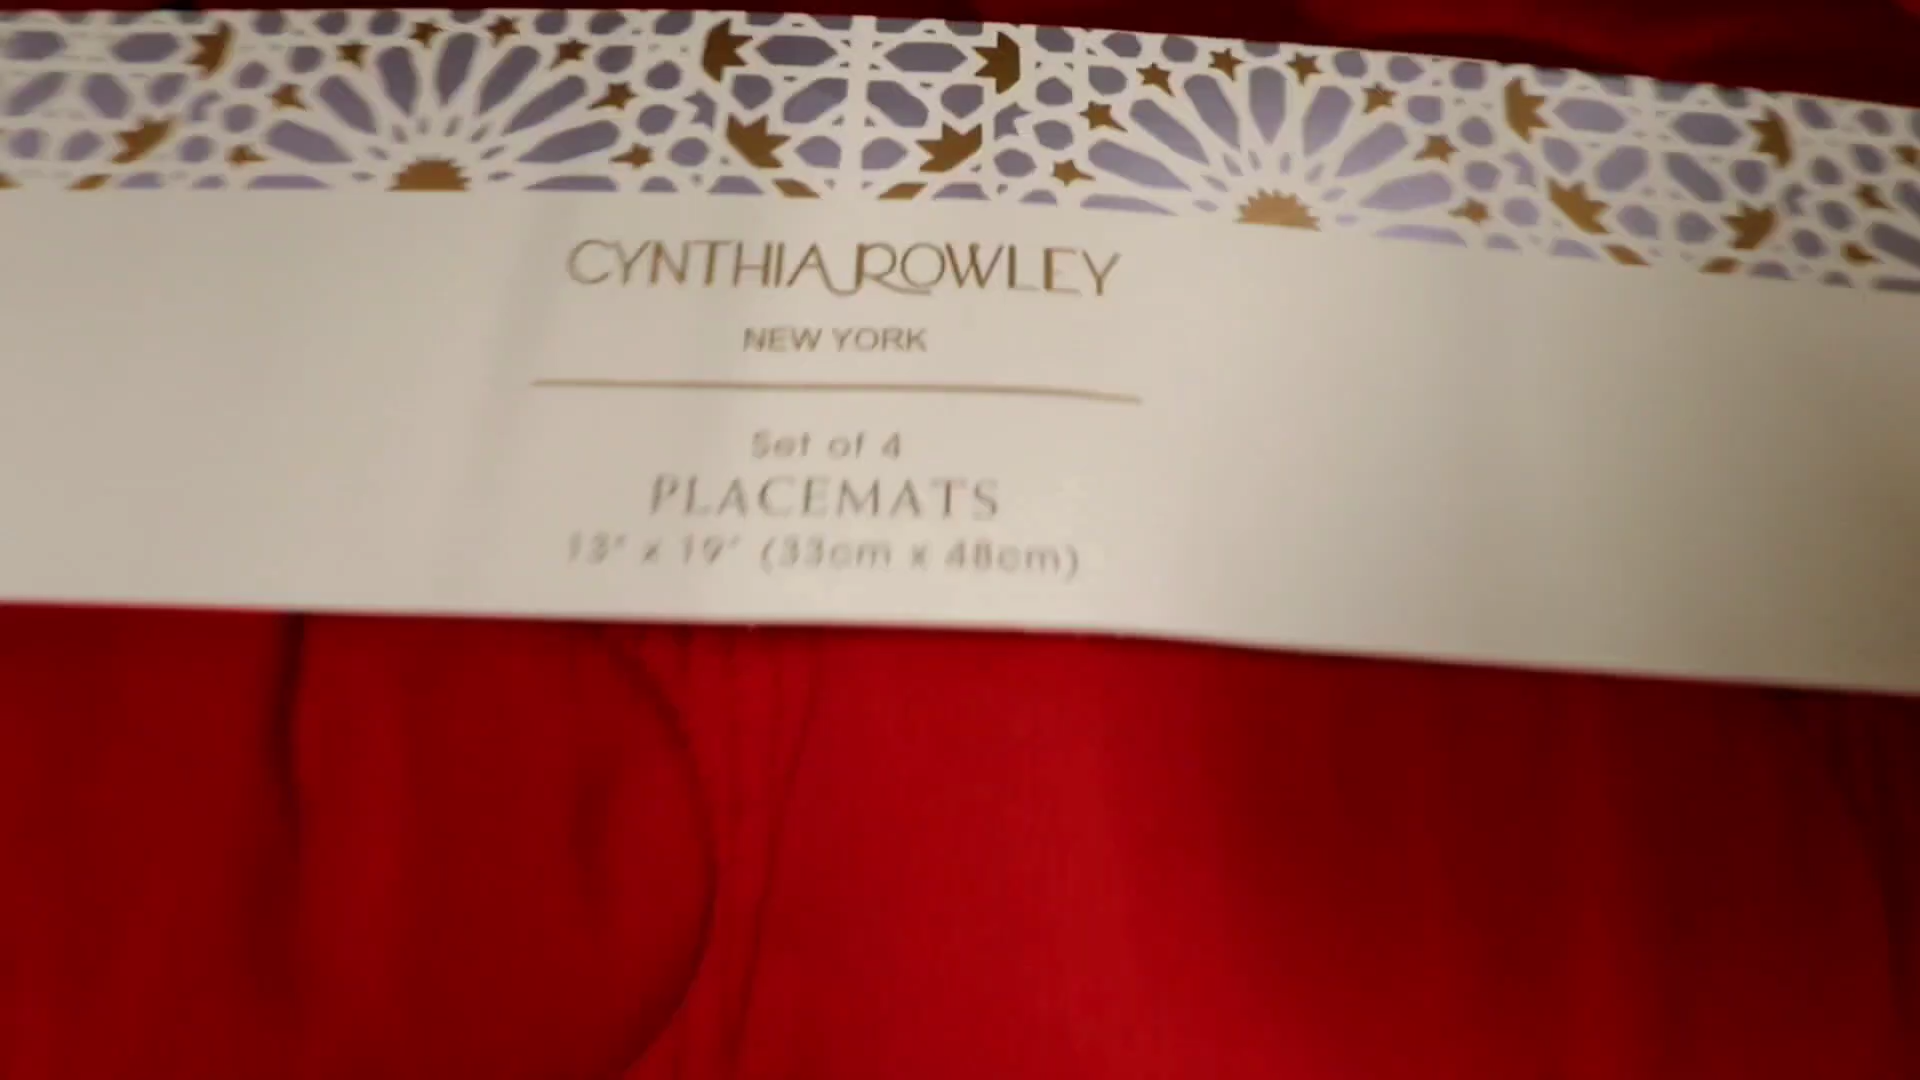 CYNTHIA ROWLEY
NEW YORK
Set of 4
PLACEMATS
13" x 19" (33cm x 48cm)